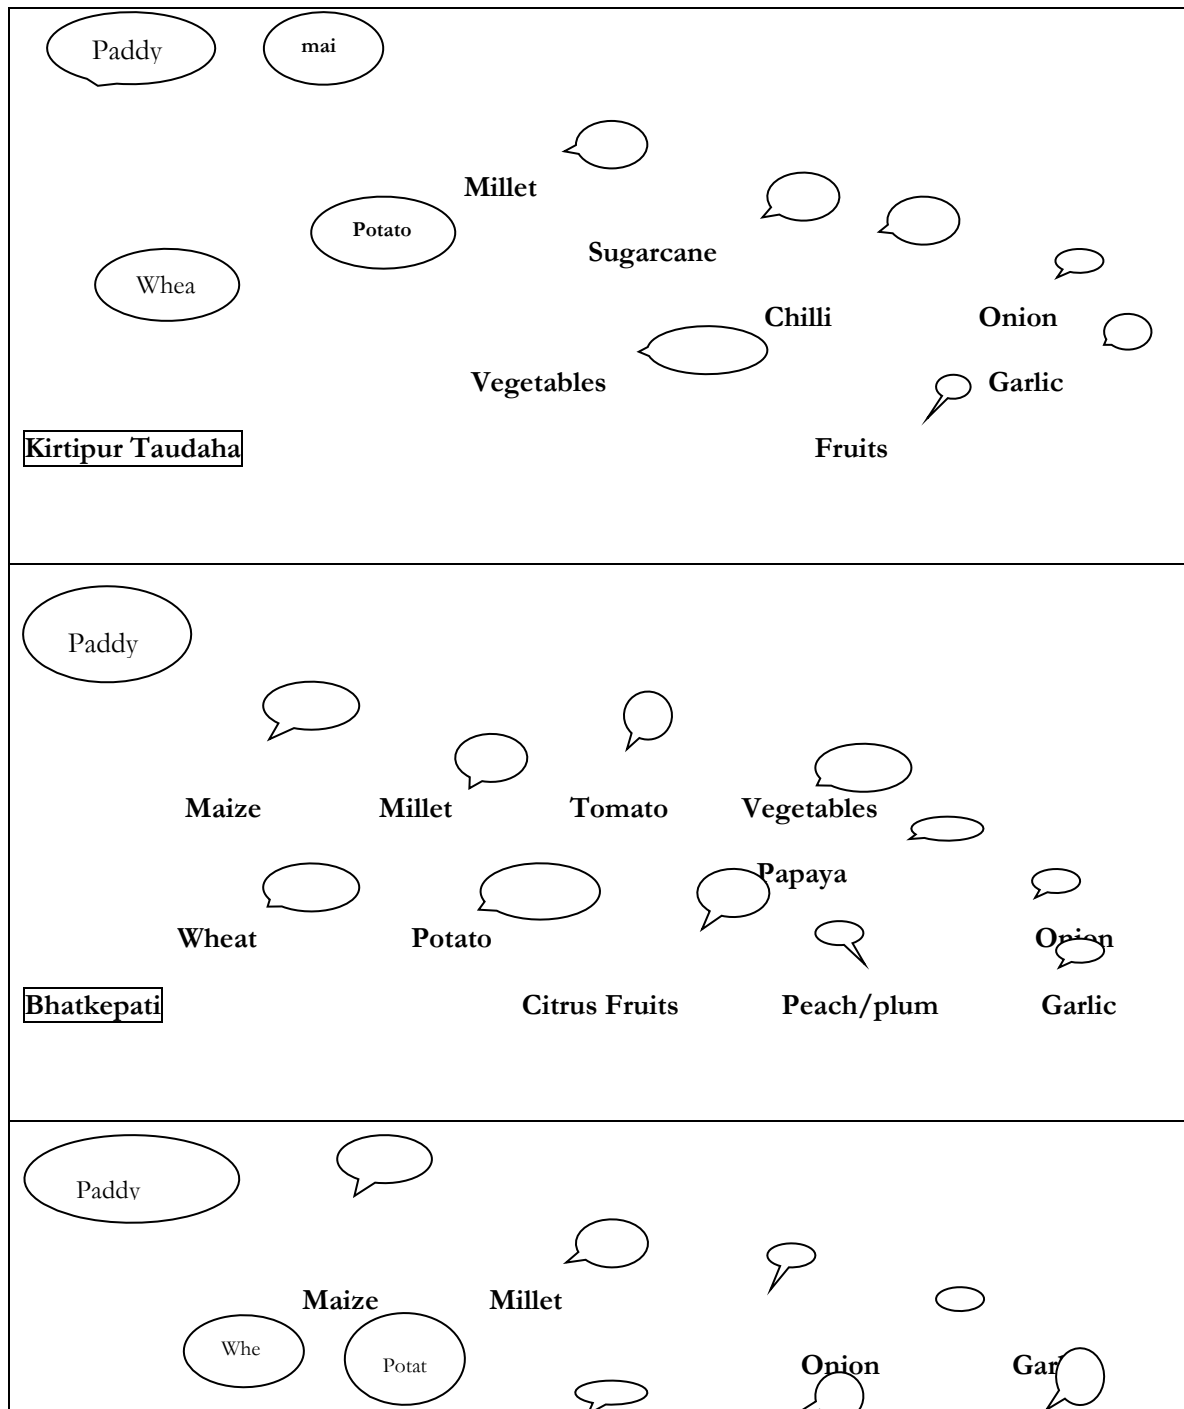 Paddy mai
Millet
Potato
Sugarcane
Whea
Chilli Onion
Vegetables Garlic
Kirtipur Taudaha Fruits
Paddy
Maize Millet Tomato Vegetables
Papaya
Wheat Potato Onion
Bhatkepati Citrus Fruits Peach/plum Garlic
Paddy
Maize Millet
Whe Potat
Onion Gar